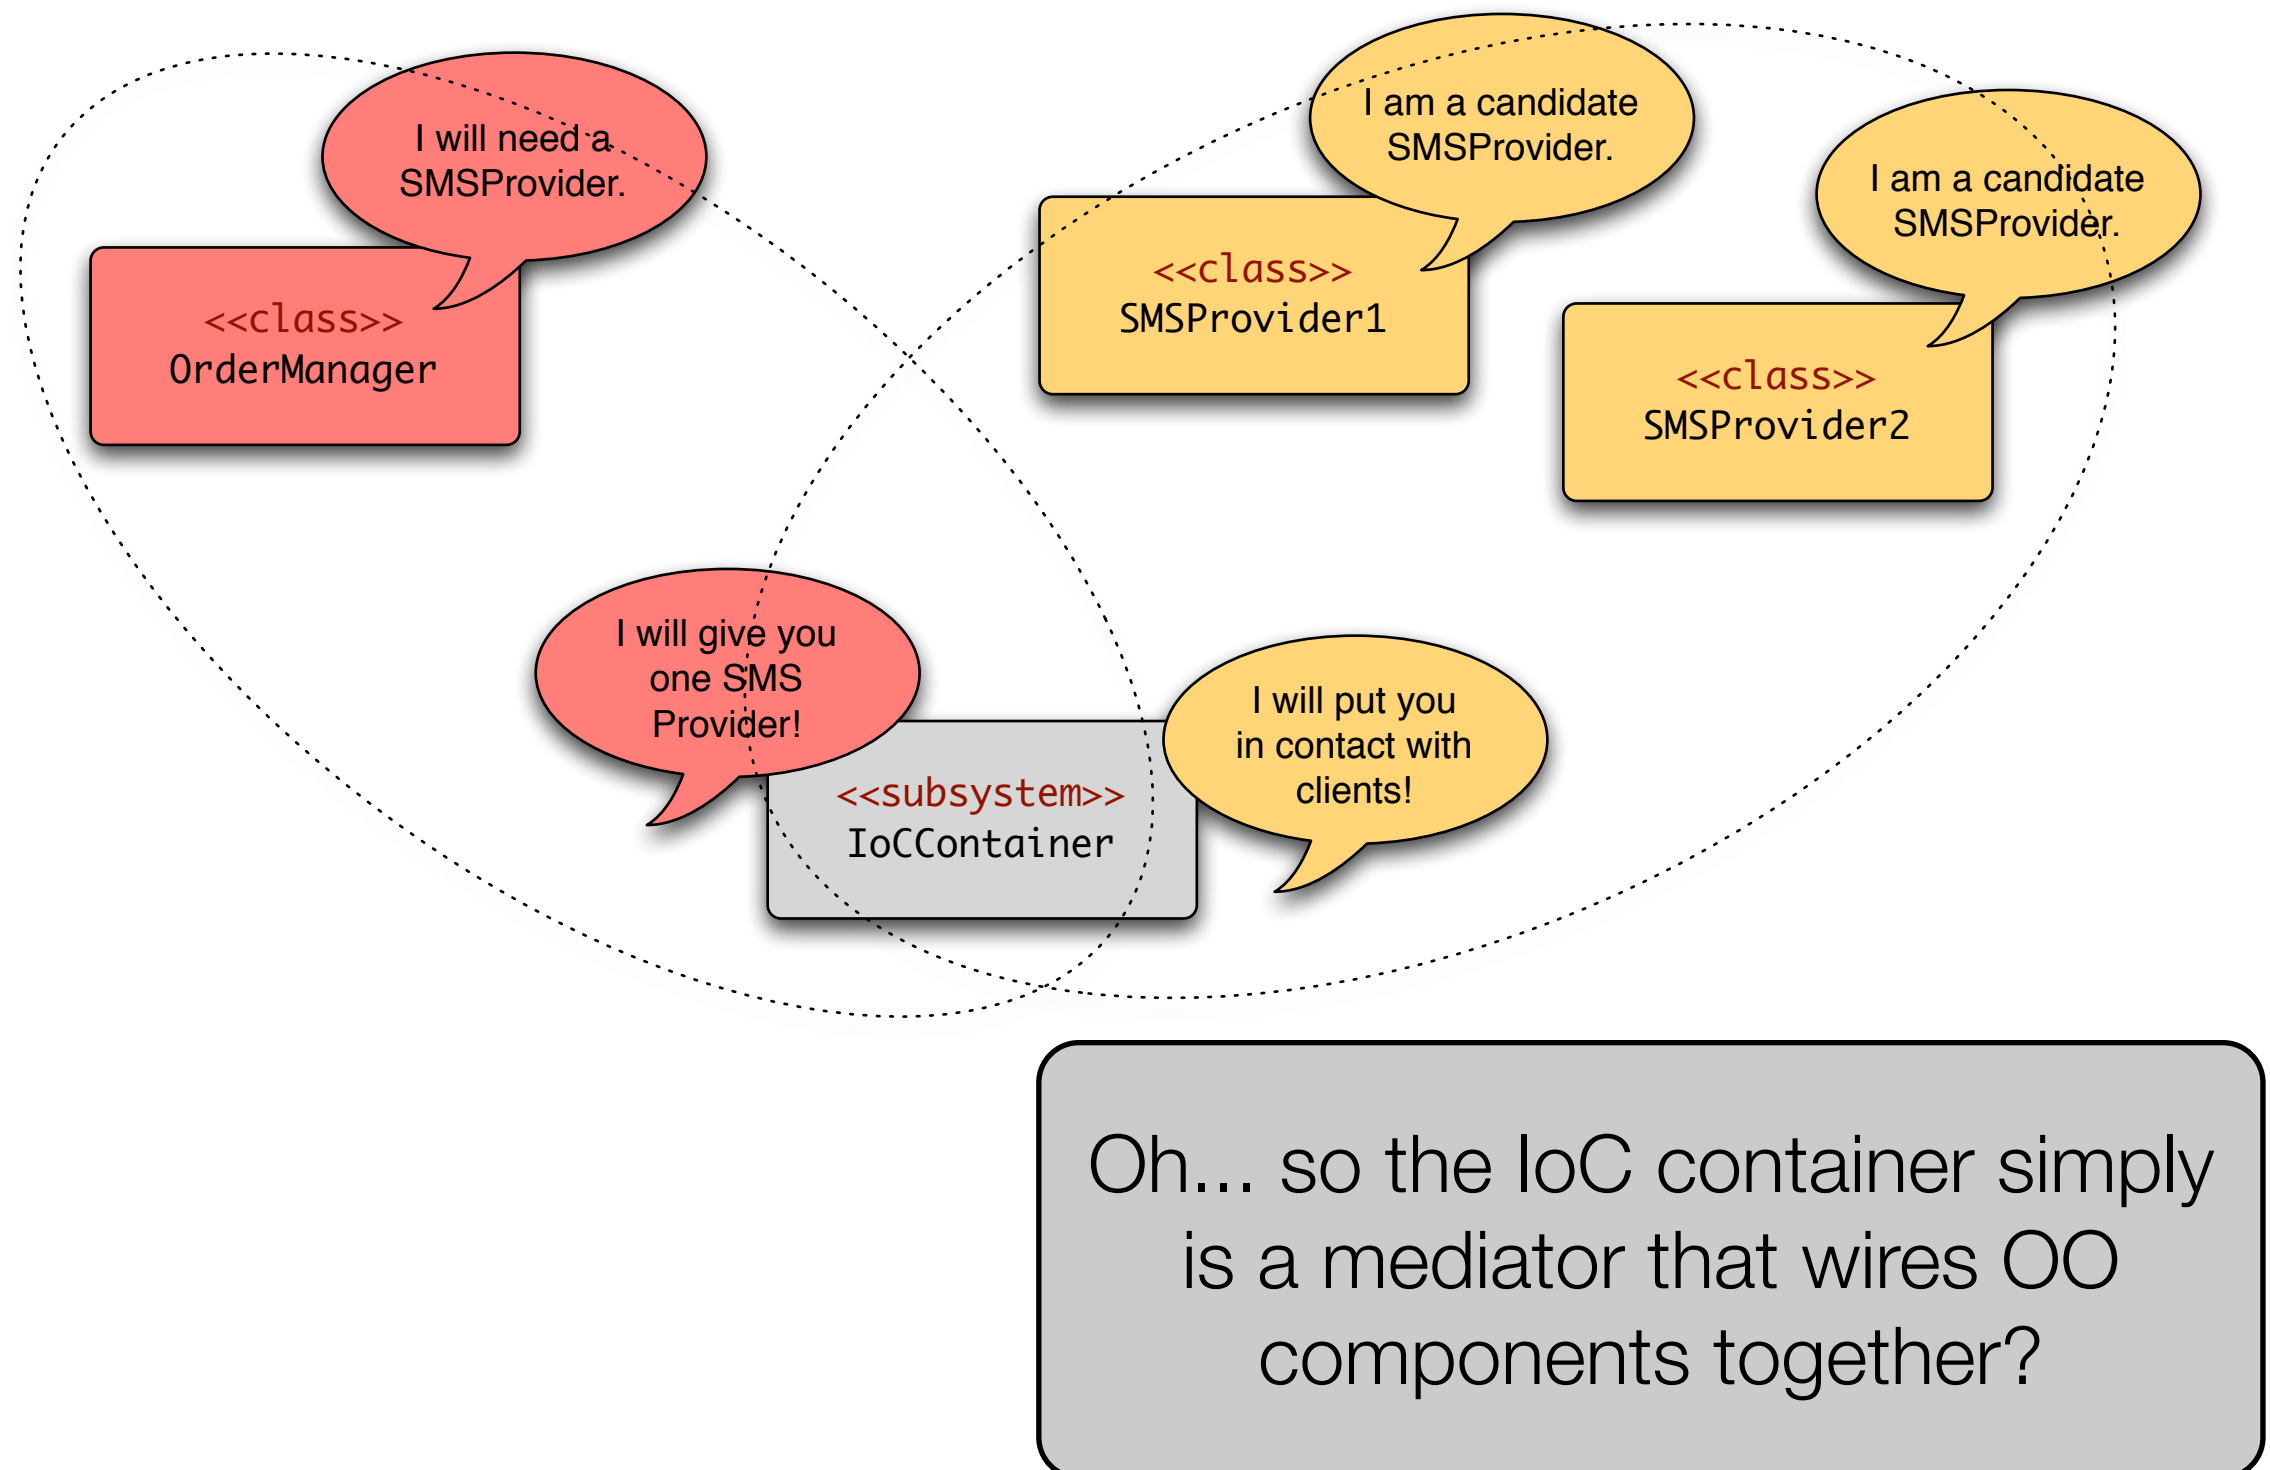 I will need a
SMSProvider.
<<class>>
OrderManager
I am a candidate
SMSProvider.
<<class>>
SMSProvider1
I am a candidate
SMSProvider.
<<class>>
SMSProvider2
I will give you
one SMS
Provider!
<<subsystem>>
IoCContainer
I will put you
in contact with
clients!
Oh... so the IoC container simply
is a mediator that wires OO
components together?